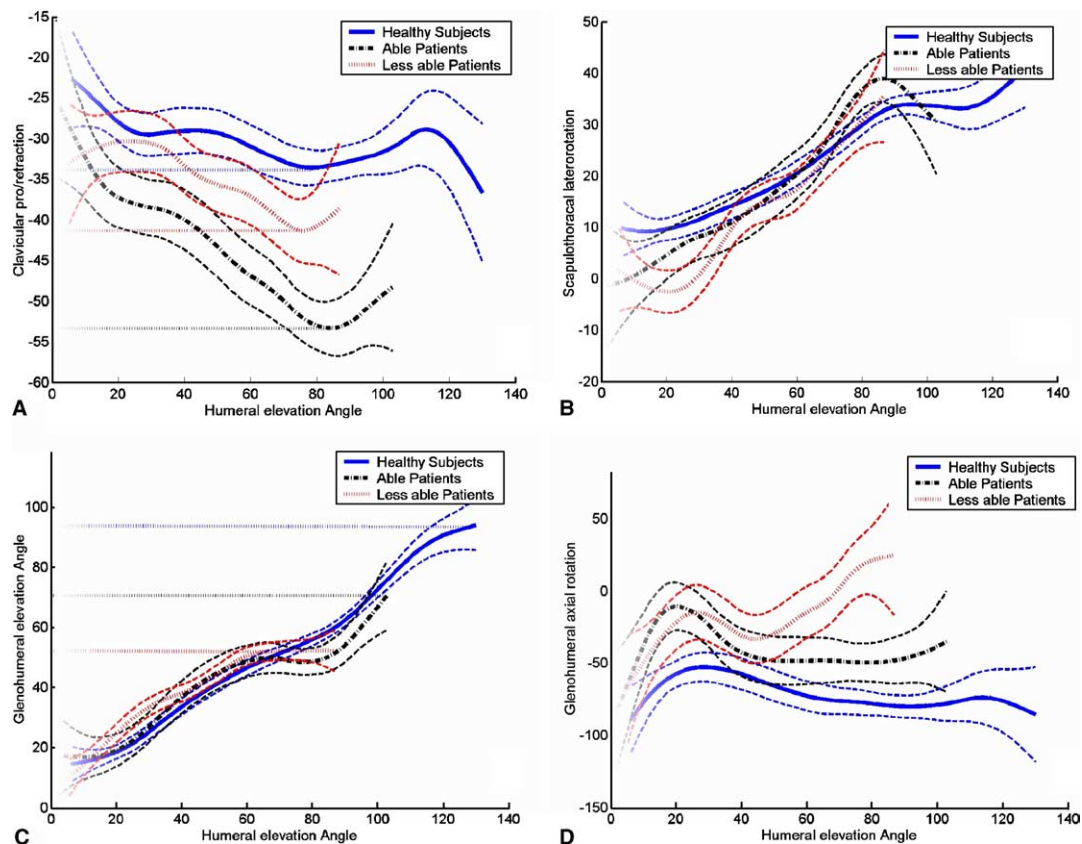 -15
-20
-25
-30
-35
-40
-45
-50
-55
-60
Clavicular pro/retraction
Healthy Subjects
Able Patients
Less able Patients
0 20 40 60 80 100 120 140
Humeral elevation Angle
A
50
40
30
20
10
0
-10
-20
Scapulothoracal laterorotation
Healthy Subjects
Able Patients
Less able Patients
0 20 40 60 80 100 120 140
Humeral elevation Angle
B
100
80
60
40
20
0
Glenohumeral elevation Angle
Healthy Subjects
Able Patients
Less able Patients
0 20 40 60 80 100 120 140
Humeral elevation Angle
C
50
0
-50
-100
-150
Glenohumeral axial rotation
Healthy Subjects
Able Patients
Less able Patients
0 20 40 60 80 100 120 140
Humeral elevation Angle
D